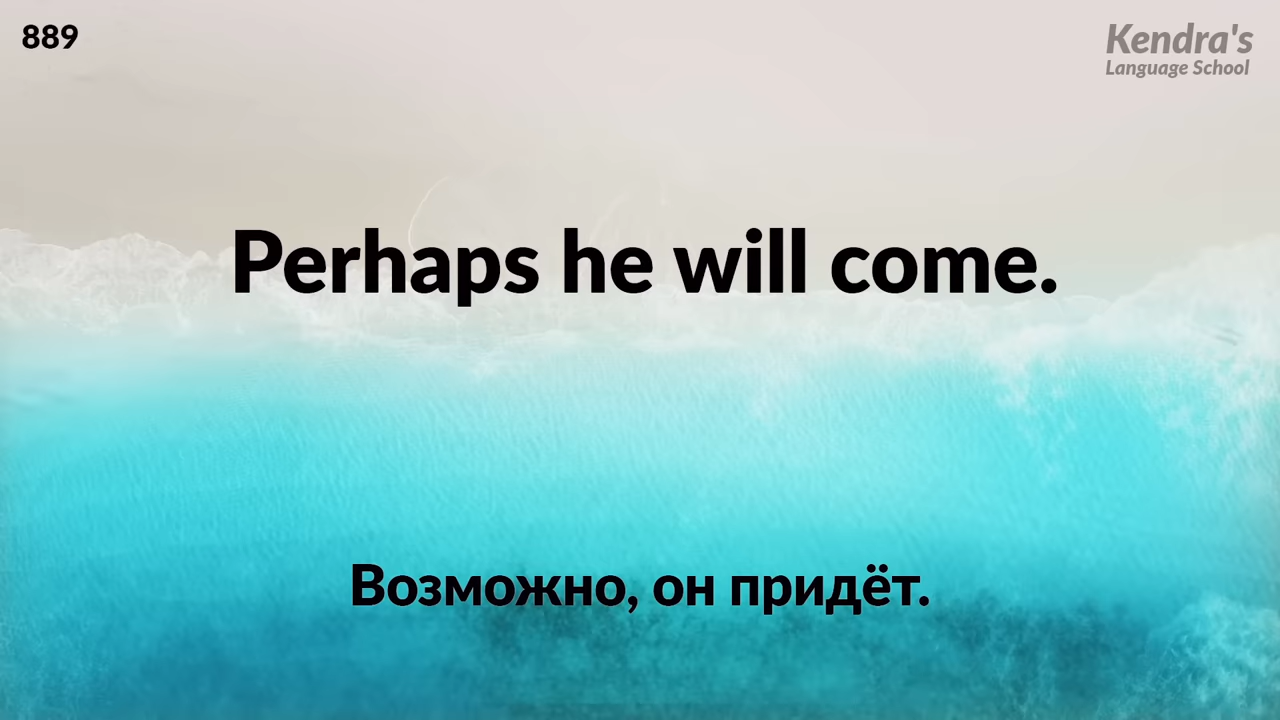 889
Kendra's
Language School
Perhaps he will come.
Возможно, он придёт.